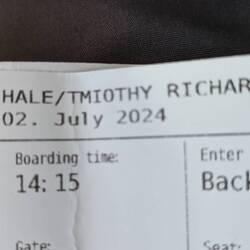 HALE/TMIOTHY RICHAR
02. July 2024
Boarding time: Enter
14:15 Back
Gate: Seat: